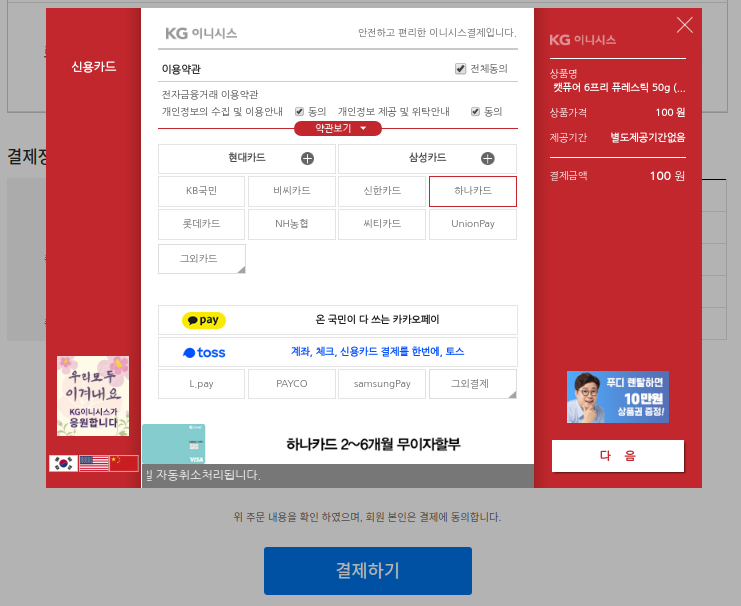 신용카드
우리모두
이겨내요
KG이니시스가
응원합니다
KG 이니시스
안전하고 편리한 이니시스결제입니다.
이용약관
전체동의
전자금융거래 이용약관
개인정보의 수집 및 이용안내 동의 개인정보 제공 및 위탁안내 동의
약관보기
현대카드 삼성카드
KB국민 비씨카드 신한카드 하나카드
롯데카드 NH농협 씨티카드 UnionPay
그외카드
pay 온 국민이 다 쓰는 카카오페이
toss 계좌, 체크, 신용카드 결제를 한번에, 토스
L.pay PAYCO samsungPay 그외결제
VISA
하나카드 2~6개월 무이자할부
일 자동취소처리됩니다.
KG 이니시스
상품명
캣퓨어 6프리 퓨레스틱 50g (...
상품가격 100 원
제공기간 별도제공기간없음
결제금액 100 원
푸디 렌탈하면
10만원
상품권 증정!
다 음
결제정
위 주문 내용을 확인 하였으며, 회원 본인은 결제에 동의합니다.
결제하기